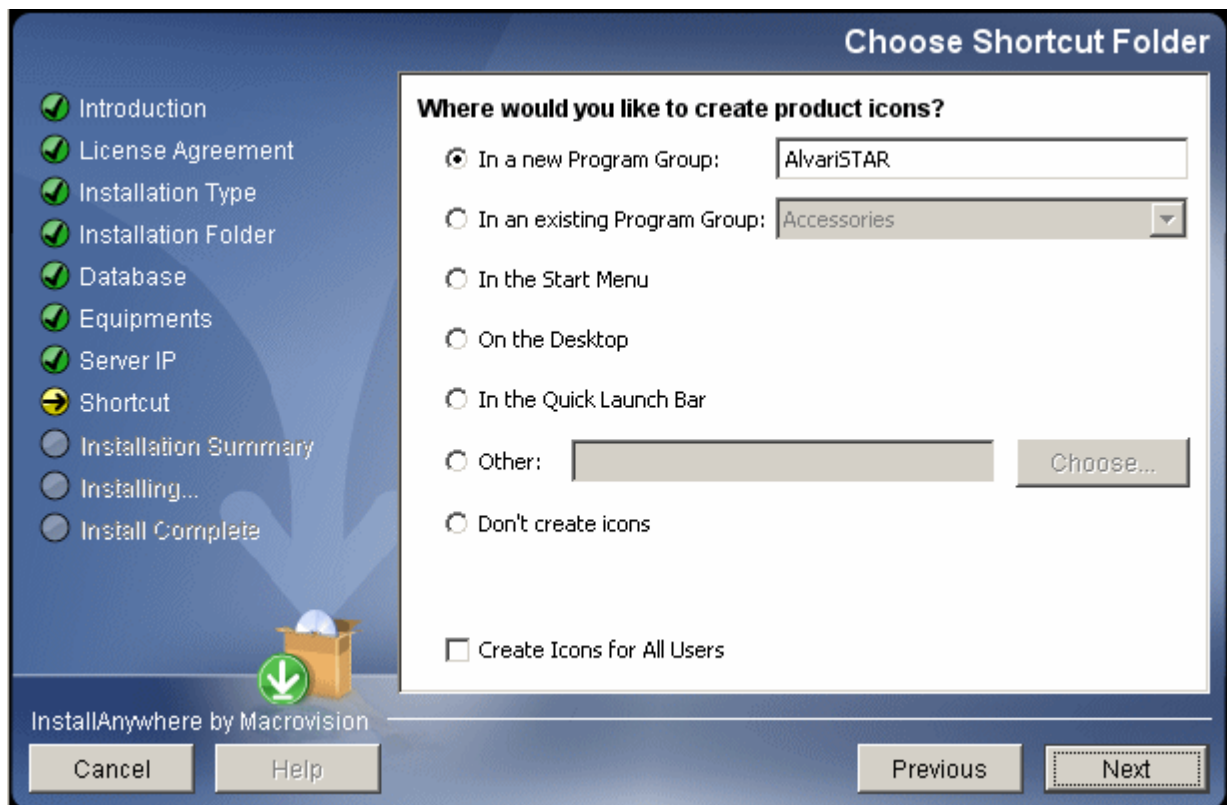 Choose Shortcut Folder
Introduction
License Agreement
Installation Type
Installation Folder
Database
Equipments
Server IP
Shortcut
Installation Summary
Installing...
Install Complete
Where would you like to create product icons?
In a new Program Group: AlvariSTAR
In an existing Program Group: Accessories
In the Start Menu
On the Desktop
In the Quick Launch Bar
Other: Choose...
Don't create icons
Create Icons for All Users
InstallAnywhere by Macrovision
Cancel Help Previous Next